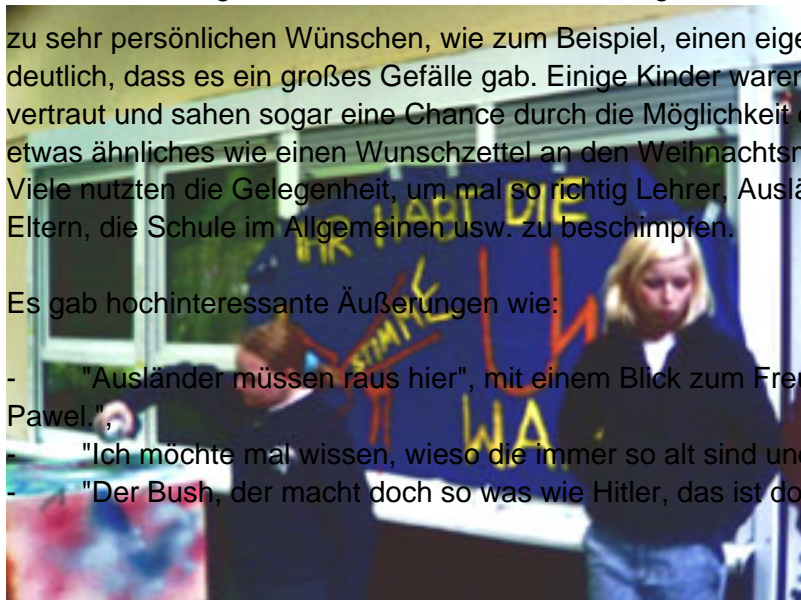 zu sehr persönlichen Wünschen, wie zum Beispiel, einen eige
deutlich, dass es ein großes Gefälle gab. Einige Kinder waren
vertraut und sahen sogar eine Chance durch die Möglichkeit
etwas ähnliches wie einen Wunschzettel an den Weihnachtsm
Viele nutzten die Gelegenheit, um mal so richtig Lehrer, Auslä
Eltern, die Schule im Allgemeinen usw. zu beschimpfen.
IHR HABT DIE
STIMME
Es gab hochinteressante Äußerungen wie:
- "Ausländer müssen raus hier", mit einem Blick zum Fre
Pawel.",
WA
- "Ich möchte mal wissen, wieso die immer so alt sind und
- "Der Bush, der macht doch so was wie Hitler, das ist do